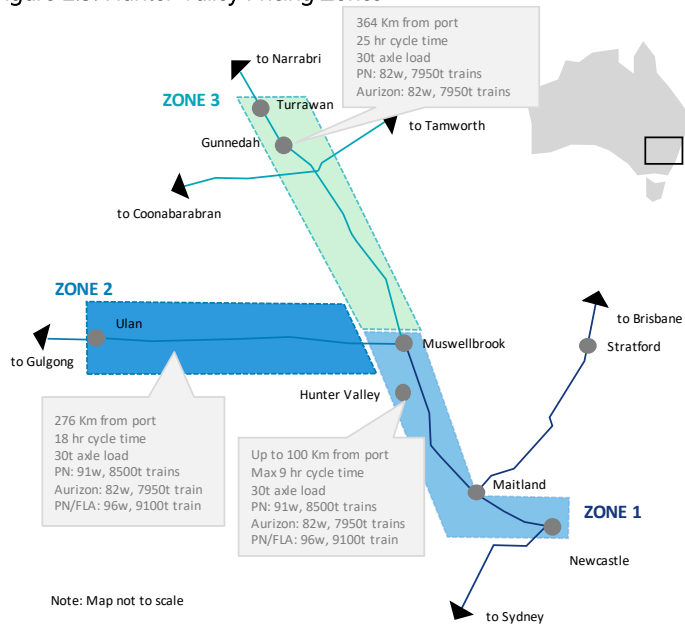 364 Km from port
25 hr cycle time
30t axle load
PN: 82w, 7950t trains
Aurizon: 82w, 7950t trains
to Narrabri
ZONE 3
Turrawan
Gunnedah
to Tamworth
to Coonabarabran
ZONE 2
Ulan
to Gulgong
to Brisbane
Muswellbrook
Stratford
Hunter Valley
276 Km from port
18 hr cycle time
30t axle load
PN: 91w, 8500t trains
Aurizon: 82w, 7950t train
PN/FLA: 96w, 9100t train
Up to 100 Km from port
Max 9 hr cycle time
30t axle load
PN: 91w, 8500t trains
Aurizon: 82w, 7950t trains
PN/FLA: 96w, 9100t train
Maitland
ZONE 1
Newcastle
Note: Map not to scale
to Sydney